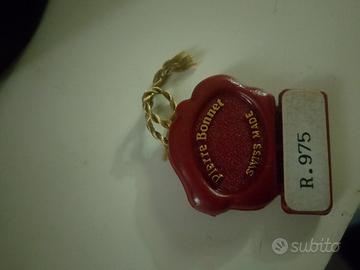 Pierre Bonnet
SWISS MADE
R.975
subito